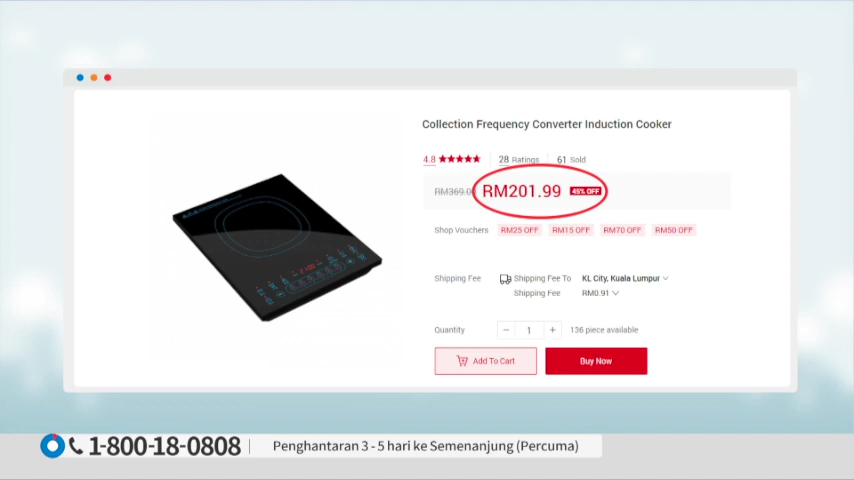 Collection Frequency Converter Induction Cooker
4.8 ★★★★★ 28 Ratings 61 Sold
RM369.0 RM201.99 45% OFF
Shop Vouchers RM25 OFF RM15 OFF RM70 OFF RM50 OFF
Shipping Fee Shipping Fee To KL City, Kuala Lumpur
Shipping Fee RM0.91
Quantity − 1 + 136 piece available
Add To Cart Buy Now
1-800-18-0808 Penghantaran 3 - 5 hari ke Semenanjung (Percuma)